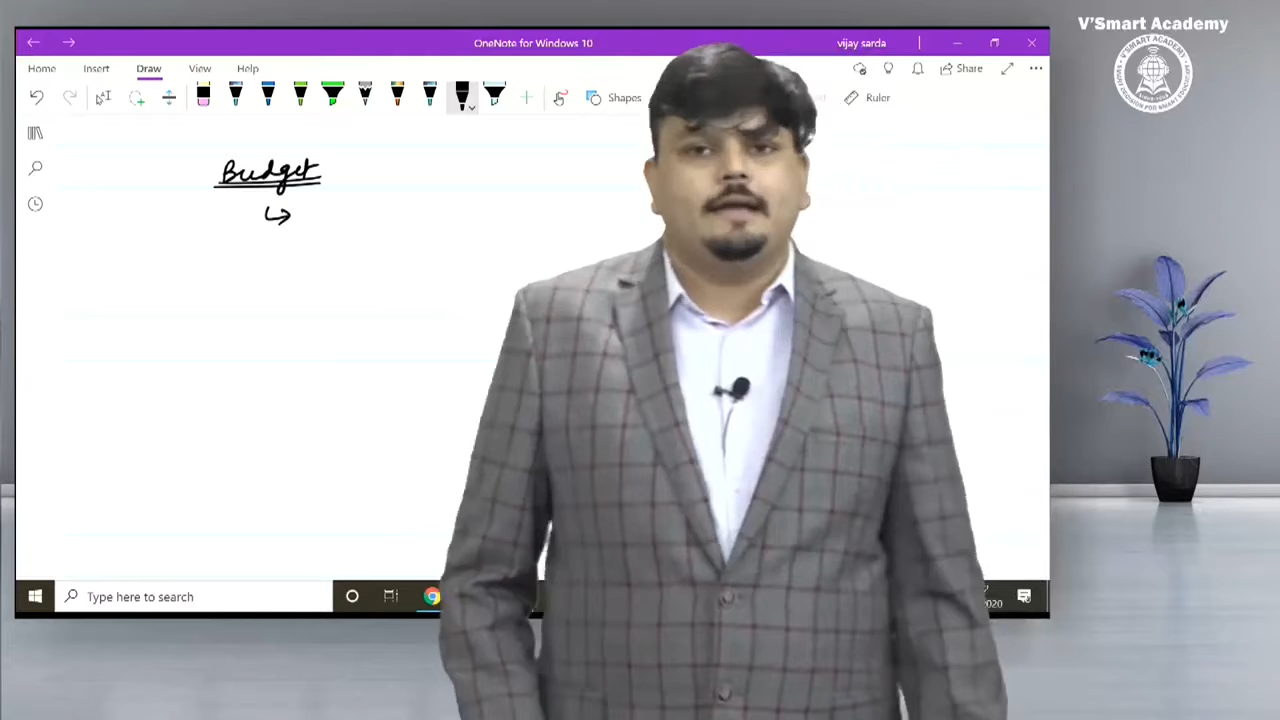 V'Smart Academy
OneNote for Windows 10
vijay sarda
Home Insert Draw View Help
Share
Shapes
Ruler
Budget
Type here to search
2020